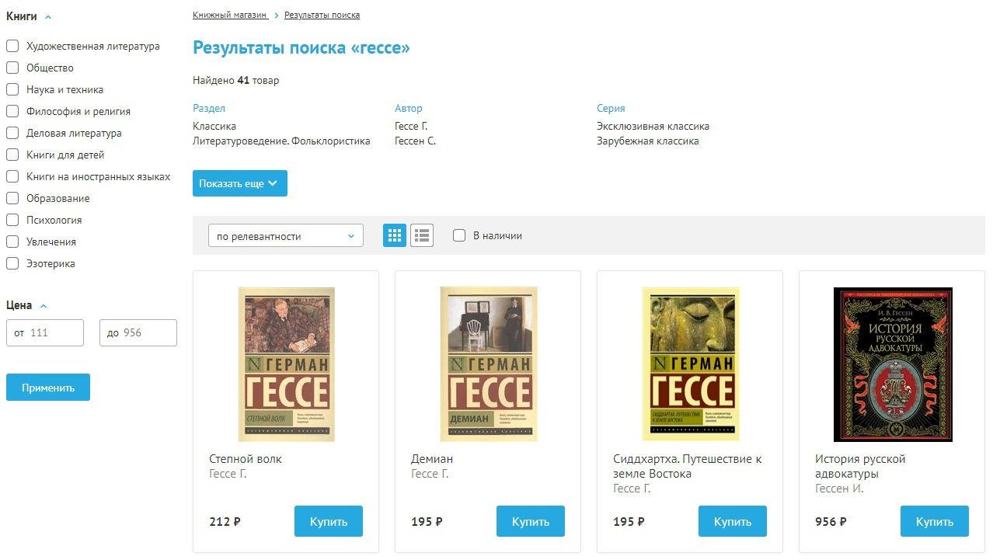 Книги
Художественная литература
Общество
Наука и техника
Философия и религия
Деловая литература
Книги для детей
Книги на иностранных языках
Образование
Психология
Увлечения
Эзотерика
Цена
от 111
до 956
Применить
Книжный магазин > Результаты поиска
Результаты поиска «гессе»
Найдено 41 товар
Раздел
Классика
Литературоведение. Фольклористика
Автор
Гессе Г.
Гессен С.
Серия
Эксклюзивная классика
Зарубежная классика
Показать еще
по релевантности
В наличии
ГЕРМАН
ГЕССЕ
СТЕПНОЙ ВОЛК
Степной волк
Гессе Г.
212 ₽
Купить
ГЕРМАН
ГЕССЕ
ДЕМИАН
Демиан
Гессе Г.
195 ₽
Купить
ГЕРМАН
ГЕССЕ
СИДДХАРТХА. ПУТЕШЕСТВИЕ
К ЗЕМЛЕ ВОСТОКА
Сиддхартха. Путешествие к
земле Востока
Гессе Г.
195 ₽
Купить
И. В. ГЕССЕН
ИСТОРИЯ
РУССКОЙ
АДВОКАТУРЫ
История русской
адвокатуры
Гессен И.
956 ₽
Купить